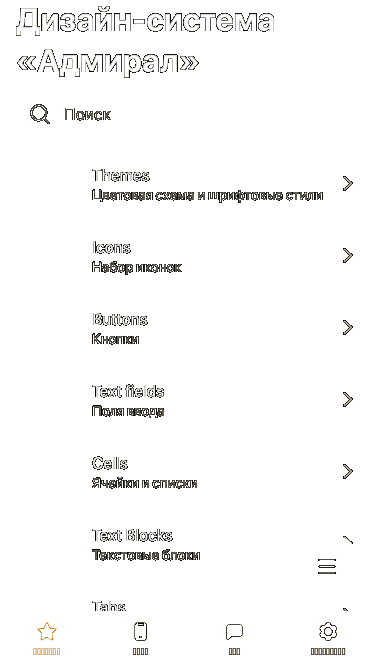 Дизайн-система
«Адмирал»
Поиск
Themes
Цветовая схема и шрифтовые стили
Icons
Набор иконок
Buttons
Кнопки
Text fields
Поля ввода
Cells
Ячейки и списки
Text Blocks
Текстовые блоки
Tabs